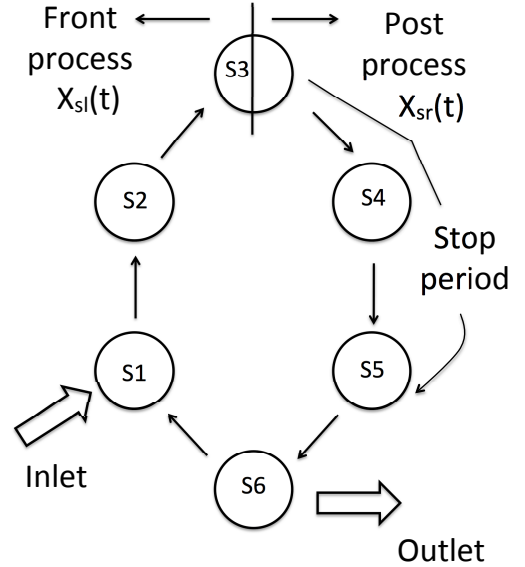 Front
process
Xsl(t)
Post
process
Xsr(t)
S3
S2
S4
Stop
period
S1
S5
Inlet
S6
Outlet